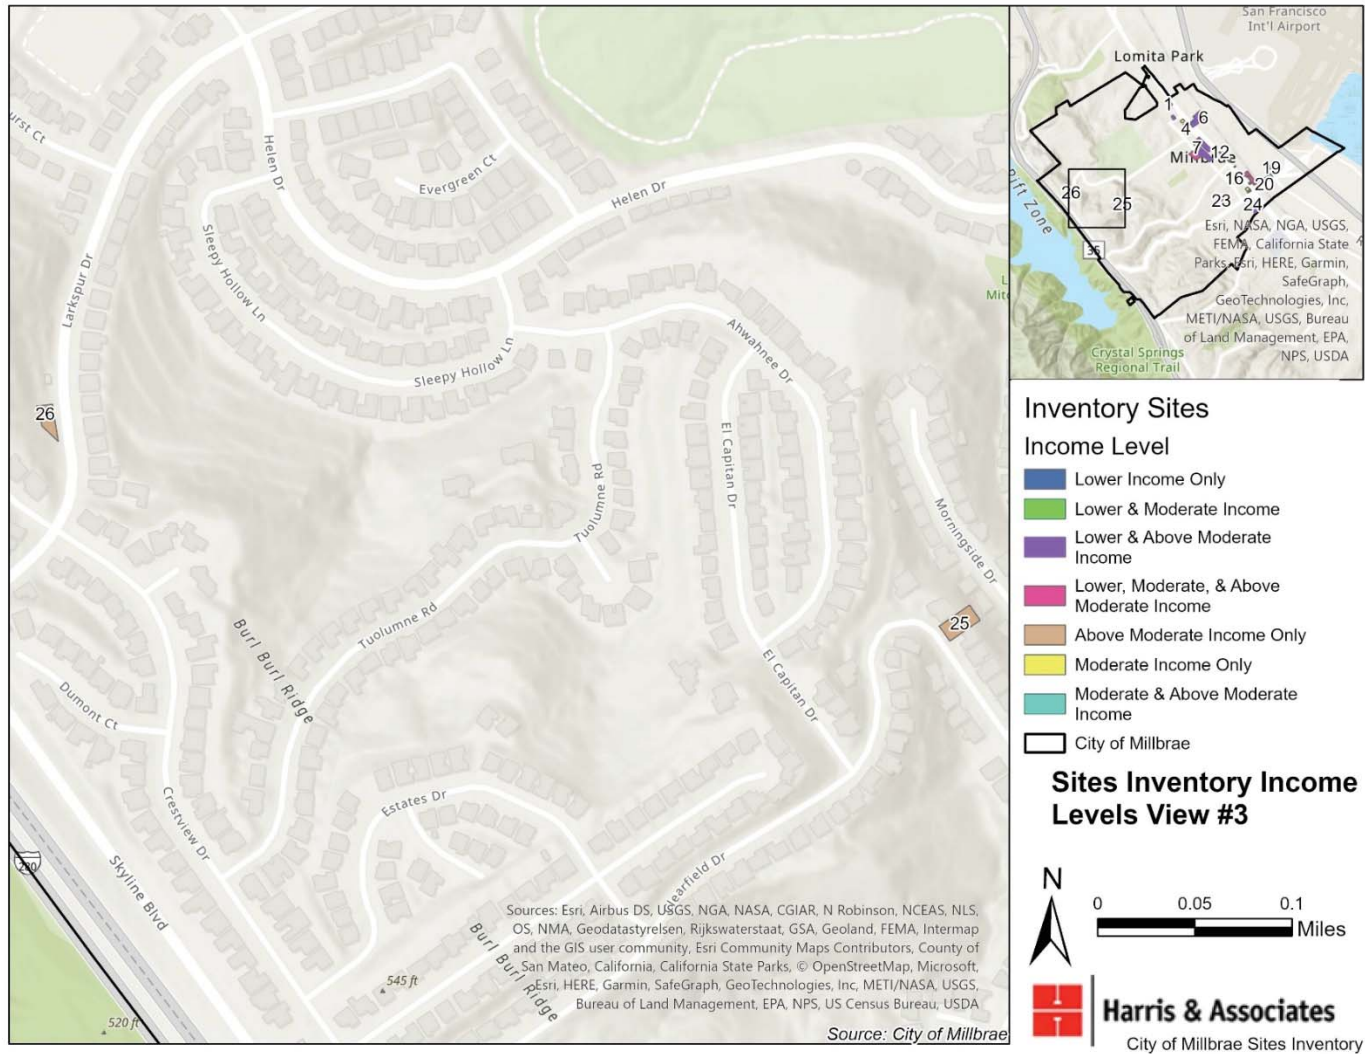 urst Ct
Helen Dr
Evergreen Ct
Helen Dr
Larkspur Dr
Sleepy Hollow Ln
Sleepy Hollow Ln
Ahwahnee Dr
26
El Capitan Dr
Tuolumne Rd
Morningside Dr
Tuolumne Rd
25
Burl Burl Ridge
El Capitan Dr
Dumont Ct
Estates Dr
Crestview Dr
280
Skyline Blvd
learfield Dr
Burl Burl Ridge
545 ft
520 ft
Sources: Esri, Airbus DS, USGS, NGA, NASA, CGIAR, N Robinson, NCEAS, NLS,
OS, NMA, Geodatastyrelsen, Rijkswaterstaat, GSA, Geoland, FEMA, Intermap
and the GIS user community, Esri Community Maps Contributors, County of
San Mateo, California, California State Parks, © OpenStreetMap, Microsoft,
Esri, HERE, Garmin, SafeGraph, GeoTechnologies, Inc, METI/NASA, USGS,
Bureau of Land Management, EPA, NPS, US Census Bureau, USDA
Source: City of Millbrae
San Francisco
Int'l Airport
Lomita Park
1
6
4
7
12
Millbrae
16
19
20
26
25
23
24
Rift Zone
35
Esri, NASA, NGA, USGS,
FEMA, California State
Parks, Esri, HERE, Garmin,
SafeGraph,
GeoTechnologies, Inc,
METI/NASA, USGS, Bureau
of Land Management, EPA,
NPS, USDA
Crystal Springs
Regional Trail
Inventory Sites
Income Level
Lower Income Only
Lower & Moderate Income
Lower & Above Moderate
Income
Lower, Moderate, & Above
Moderate Income
Above Moderate Income Only
Moderate Income Only
Moderate & Above Moderate
Income
City of Millbrae
Sites Inventory Income
Levels View #3
N
0 0.05 0.1
Miles
Harris & Associates
City of Millbrae Sites Inventory